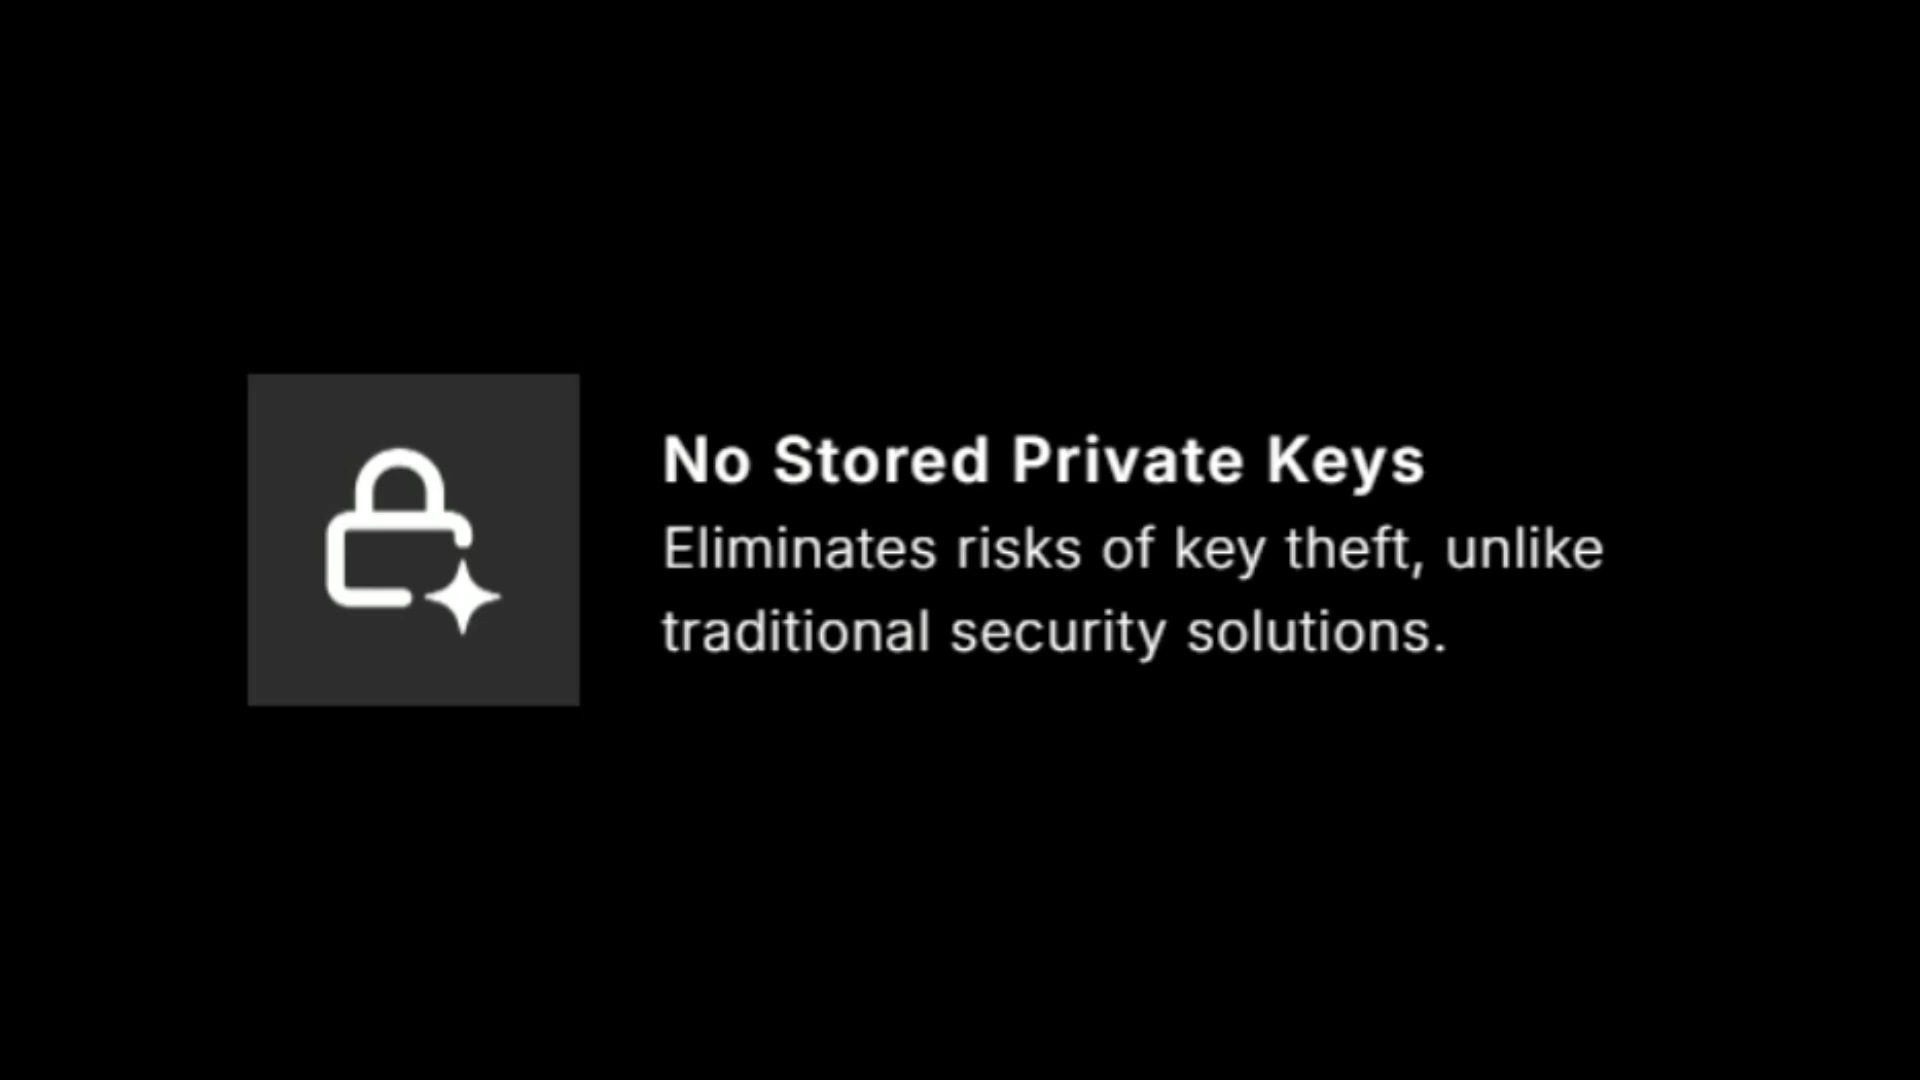 No Stored Private Keys
Eliminates risks of key theft, unlike
traditional security solutions.